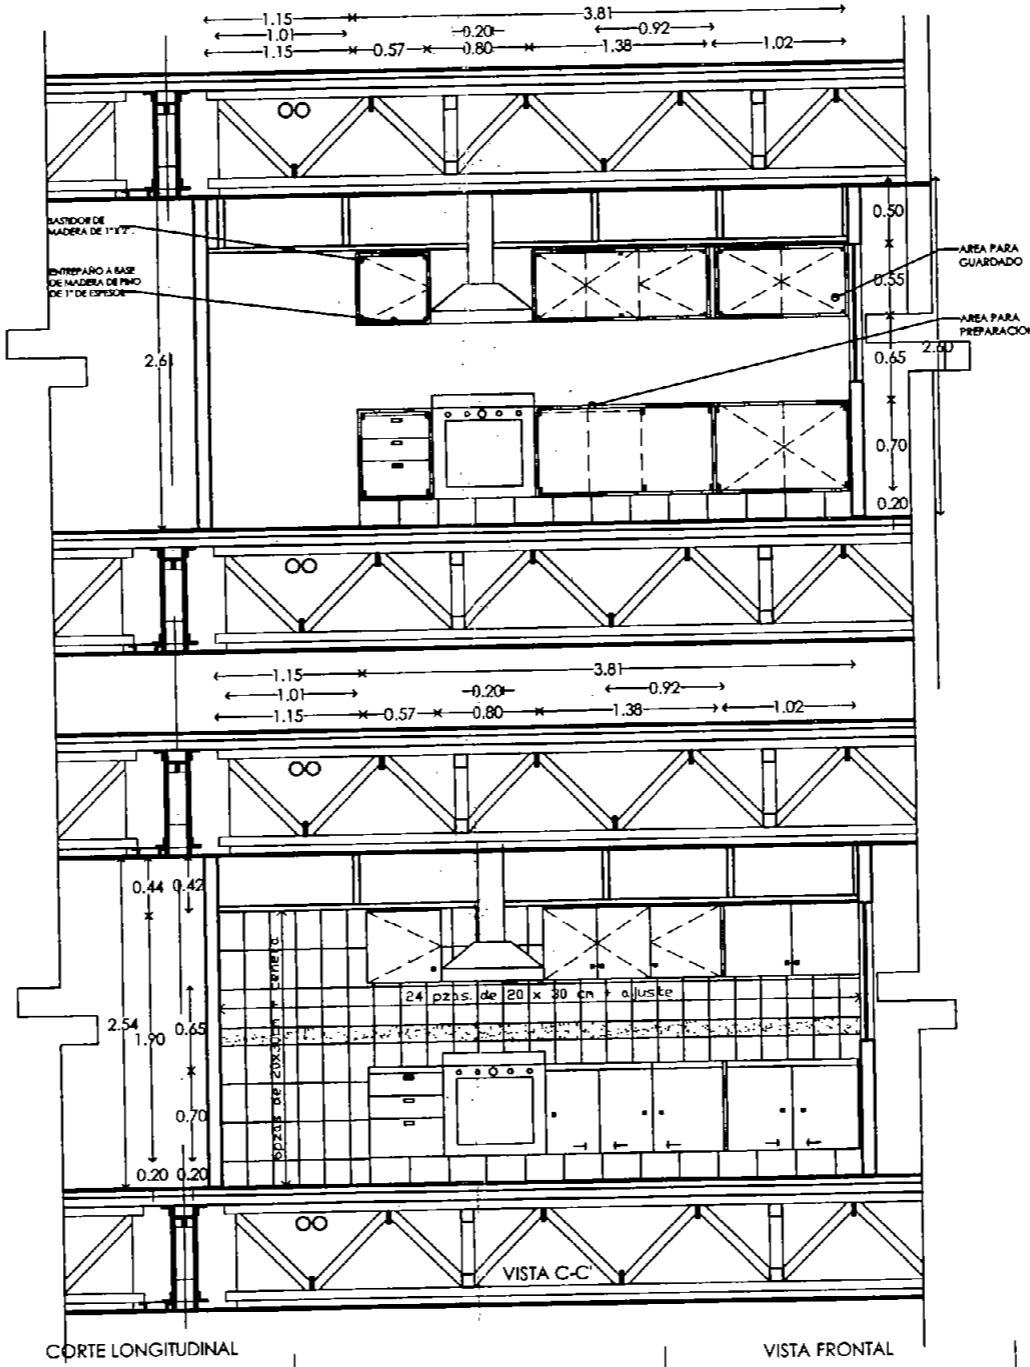 1.15 3.81
1.01 0.20 0.92
1.15 0.57 0.80 1.38 1.02
BASTIDOR DE
MADERA DE 1"X2".
ENTREPAÑO A BASE
DE MADERA DE PINO
DE 1" DE ESPESOR
0.50
AREA PARA
GUARDADO
0.55
AREA PARA
PREPARACION
2.61
0.65
2.60
0.70
0.20
1.15 3.81
1.01 0.20 0.92
1.15 0.57 0.80 1.38 1.02
0.44 0.42
24 pzas. de 20 x 30 cm + ajuste
6pzas de 20x30cm + ceneta
2.54
1.90
0.65
0.70
0.20 0.20
VISTA C-C'
CORTE LONGITUDINAL
VISTA FRONTAL